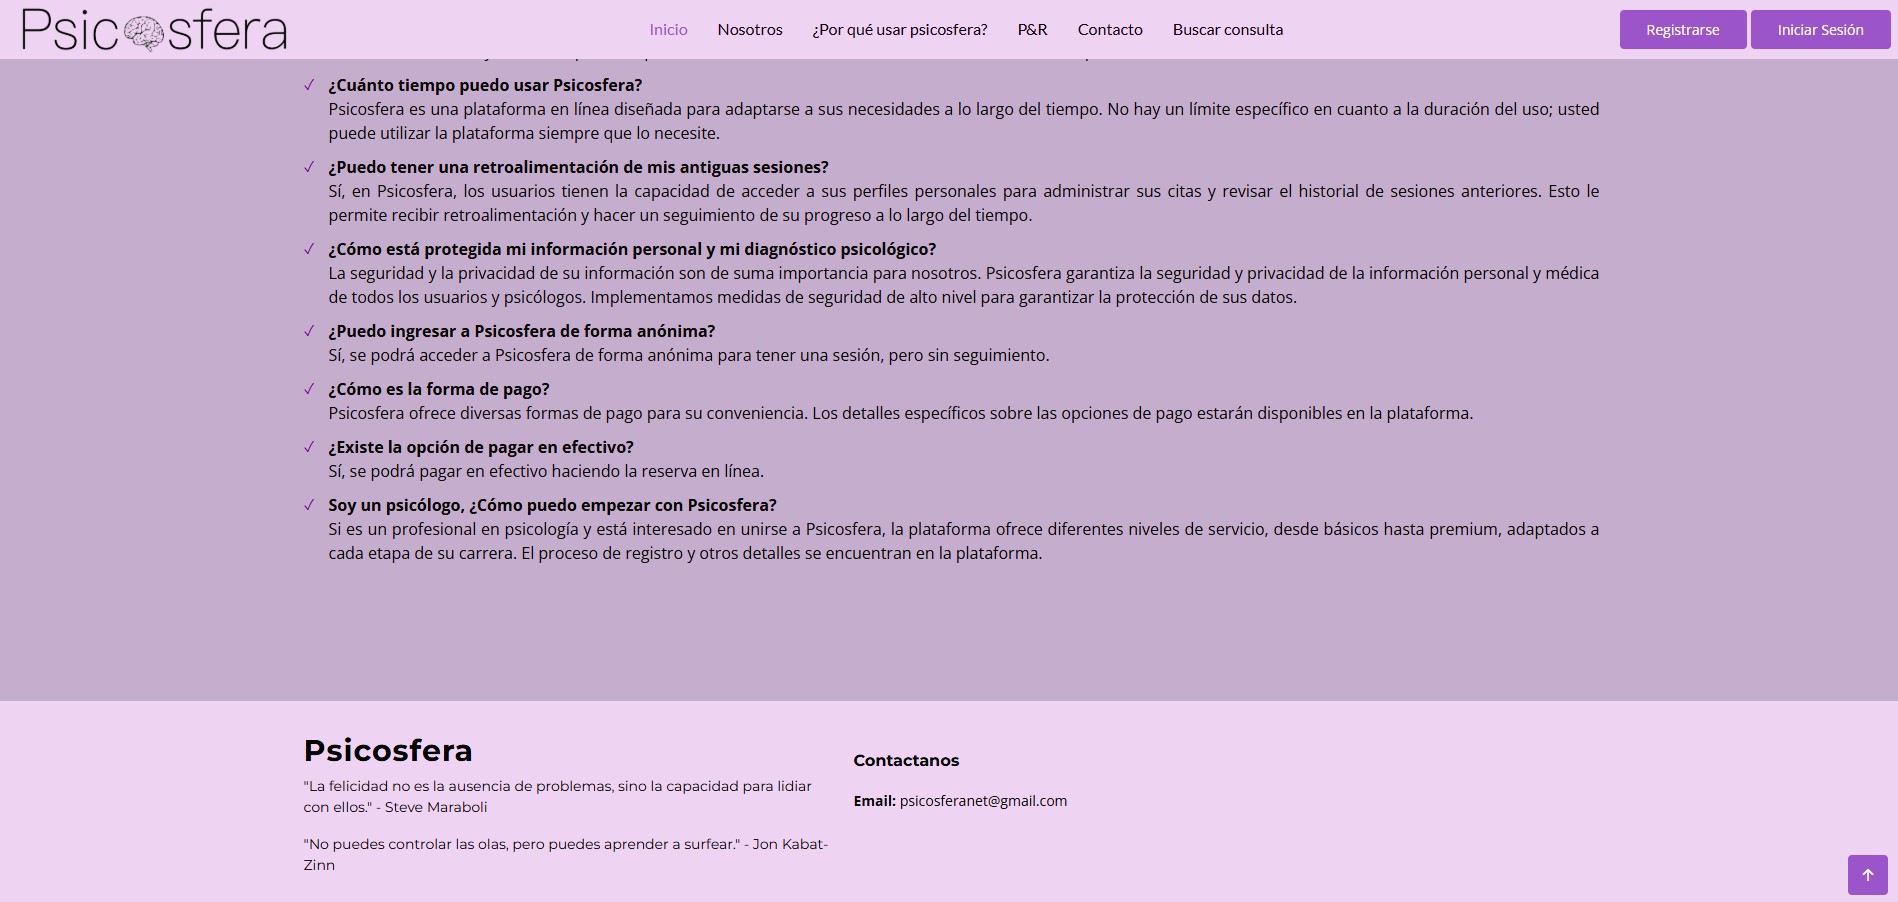 Psicosfera
Inicio
Nosotros
¿Por qué usar psicosfera?
P&R
Contacto
Buscar consulta
Registrarse
Iniciar Sesión
¿Cuánto tiempo puedo usar Psicosfera?
Psicosfera es una plataforma en línea diseñada para adaptarse a sus necesidades a lo largo del tiempo. No hay un límite específico en cuanto a la duración del uso; usted
puede utilizar la plataforma siempre que lo necesite.
¿Puedo tener una retroalimentación de mis antiguas sesiones?
Sí, en Psicosfera, los usuarios tienen la capacidad de acceder a sus perfiles personales para administrar sus citas y revisar el historial de sesiones anteriores. Esto le
permite recibir retroalimentación y hacer un seguimiento de su progreso a lo largo del tiempo.
¿Cómo está protegida mi información personal y mi diagnóstico psicológico?
La seguridad y la privacidad de su información son de suma importancia para nosotros. Psicosfera garantiza la seguridad y privacidad de la información personal y médica
de todos los usuarios y psicólogos. Implementamos medidas de seguridad de alto nivel para garantizar la protección de sus datos.
¿Puedo ingresar a Psicosfera de forma anónima?
Sí, se podrá acceder a Psicosfera de forma anónima para tener una sesión, pero sin seguimiento.
¿Cómo es la forma de pago?
Psicosfera ofrece diversas formas de pago para su conveniencia. Los detalles específicos sobre las opciones de pago estarán disponibles en la plataforma.
¿Existe la opción de pagar en efectivo?
Sí, se podrá pagar en efectivo haciendo la reserva en línea.
Soy un psicólogo, ¿Cómo puedo empezar con Psicosfera?
Si es un profesional en psicología y está interesado en unirse a Psicosfera, la plataforma ofrece diferentes niveles de servicio, desde básicos hasta premium, adaptados a
cada etapa de su carrera. El proceso de registro y otros detalles se encuentran en la plataforma.
Psicosfera
"La felicidad no es la ausencia de problemas, sino la capacidad para lidiar
con ellos." - Steve Maraboli
"No puedes controlar las olas, pero puedes aprender a surfear." - Jon Kabat-
Zinn
Contactanos
Email: psicosferanet@gmail.com